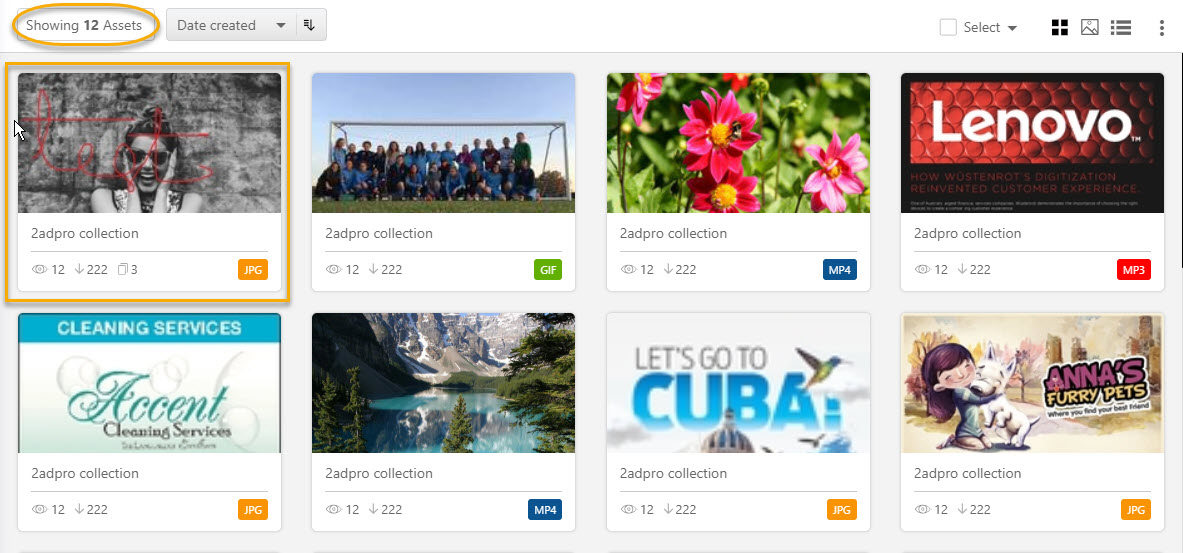 Showing 12 Assets
Date created
Select
test
Lenovo™
HOW WÜSTENROT'S DIGITIZATION
REINVENTED CUSTOMER EXPERIENCE.
2adpro collection
12 222 3 JPG
2adpro collection
12 222 GIF
2adpro collection
12 222 MP4
2adpro collection
12 222 MP3
CLEANING SERVICES
Accent
Cleaning Services
LET'S GO TO
CUBA!
ANNA'S
FURRY PETS
Where you find your best friend
2adpro collection
12 222 JPG
2adpro collection
12 222 MP4
2adpro collection
12 222 JPG
2adpro collection
12 222 JPG